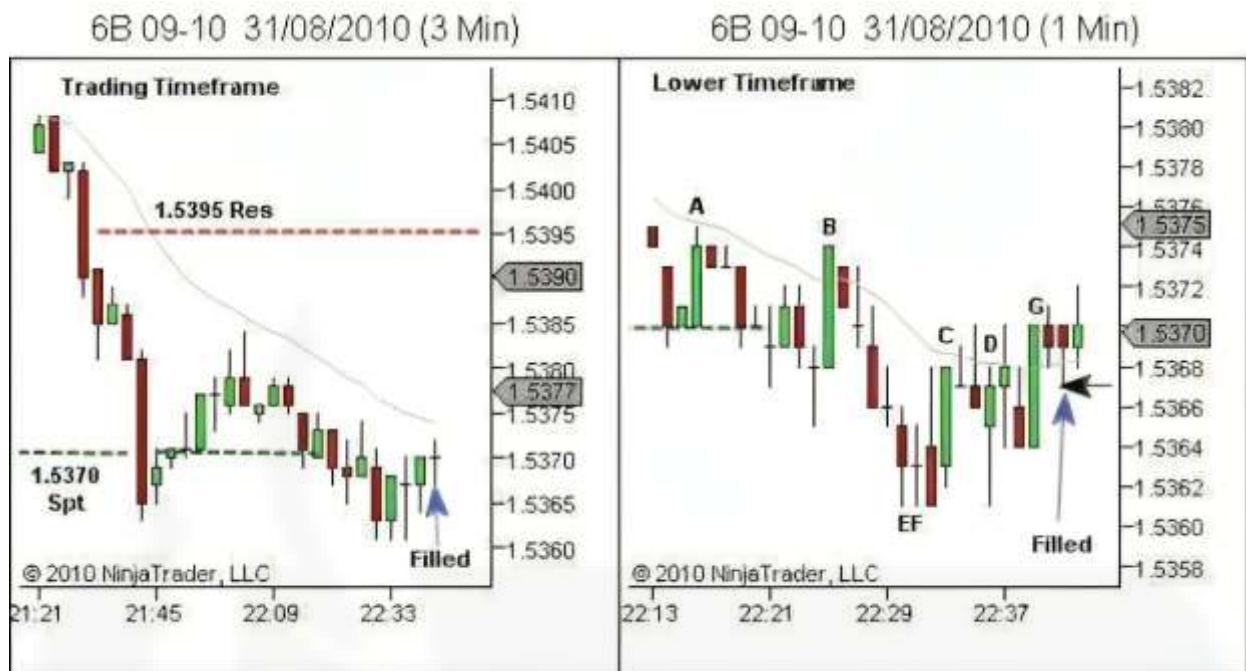 6B 09-10 31/08/2010 (3 Min)
Trading Timeframe
1.5395 Res
1.5370
Spt
Filled
© 2010 NinjaTrader, LLC
1.5410
1.5405
1.5400
1.5395
1.5390
1.5385
1.5380
1.5377
1.5375
1.5370
1.5365
1.5360
21:21 21:45 22:09 22:33
6B 09-10 31/08/2010 (1 Min)
Lower Timeframe
A
B
C
D
G
EF
Filled
© 2010 NinjaTrader, LLC
1.5382
1.5380
1.5378
1.5376
1.5375
1.5374
1.5372
1.5370
1.5368
1.5366
1.5364
1.5362
1.5360
1.5358
22:13 22:21 22:29 22:37